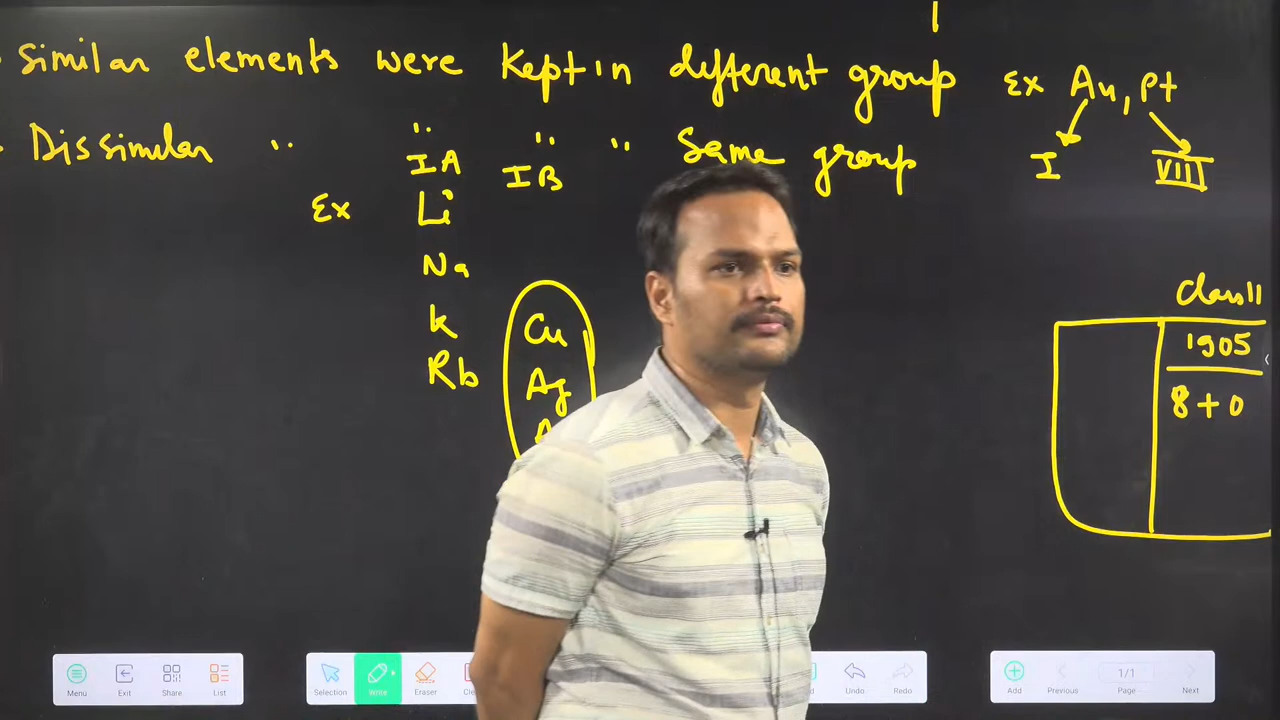 Similar elements were kept in different group Ex Au, Pt
Dissimilar " " " " Same group
I VIII
IA IB
Ex Li
Na
K Cu
Rb Ag
Class 11
1905
8+0
Menu Exit Share List Selection Write Eraser Undo Redo Add Previous 1/1 Page Next